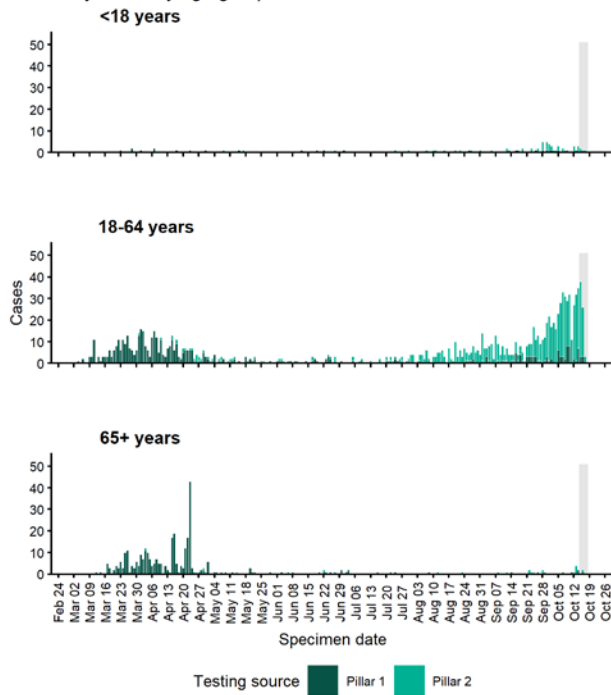 <18 years
50
40
30
20
10
0
18-64 years
50
40
30
20
10
0
Cases
65+ years
50
40
30
20
10
0
Feb 24
Mar 02
Mar 09
Mar 16
Mar 23
Mar 30
Apr 06
Apr 13
Apr 20
Apr 27
May 04
May 11
May 18
May 25
Jun 01
Jun 08
Jun 15
Jun 22
Jun 29
Jul 06
Jul 13
Jul 20
Jul 27
Aug 03
Aug 10
Aug 17
Aug 24
Aug 31
Sep 07
Sep 14
Sep 21
Sep 28
Oct 05
Oct 12
Oct 19
Oct 26
Specimen date
Testing source Pillar 1 Pillar 2